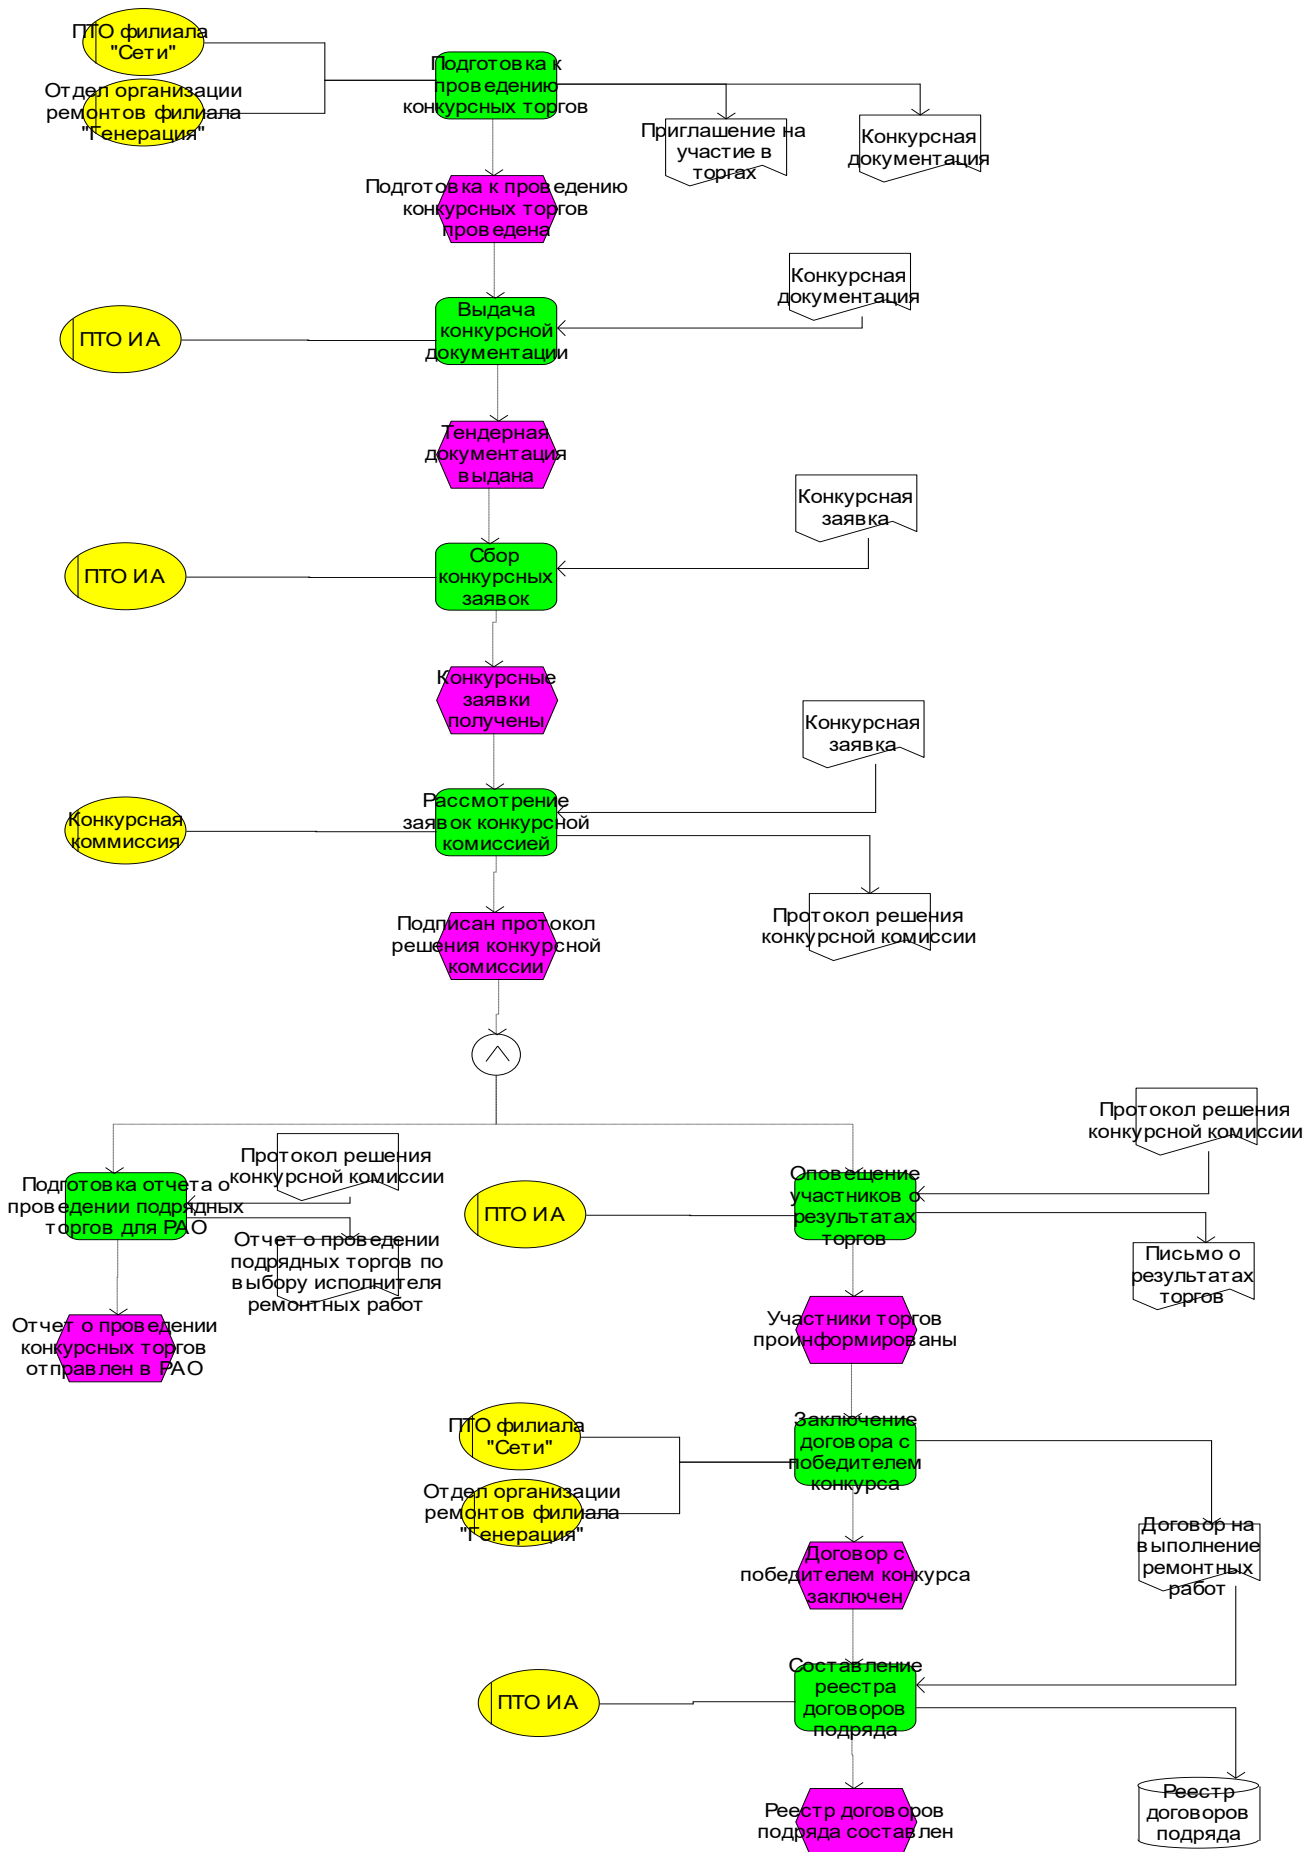 ПТО филиала
"Сети"
Отдел организации
ремонтов филиала
"Генерация"
Подготовка к
проведению
конкурсных торгов
Приглашение на
участие в
торгах
Конкурсная
документация
Подготовка к проведению
конкурсных торгов
проведена
Конкурсная
документация
ПТО ИА
Выдача
конкурсной
документации
Тендерная
документация
выдана
Конкурсная
заявка
ПТО ИА
Сбор
конкурсных
заявок
Конкурсные
заявки
получены
Конкурсная
заявка
Конкурсная
коммиссия
Рассмотрение
заявок конкурсной
комиссией
Подписан протокол
решения конкурсной
комиссии
Протокол решения
конкурсной комиссии
Протокол решения
конкурсной комиссии
Подготовка отчета о
проведении подрядных
торгов для РАО
Протокол решения
конкурсной комиссии
Отчет о проведении
подрядных торгов по
выбору исполнителя
ремонтных работ
Отчет о проведении
конкурсных торгов
отправлен в РАО
ПТО ИА
Оповещение
участников о
результатах
торгов
Письмо о
результатах
торгов
Участники торгов
проинформированы
ПТО филиала
"Сети"
Отдел организации
ремонтов филиала
"Генерация"
Заключение
договора с
победителем
конкурса
Договор на
выполнение
ремонтных
работ
Договор с
победителем конкурса
заключен
ПТО ИА
Составление
реестра
договоров
подряда
Реестр договоров
подряда составлен
Реестр
договоров
подряда